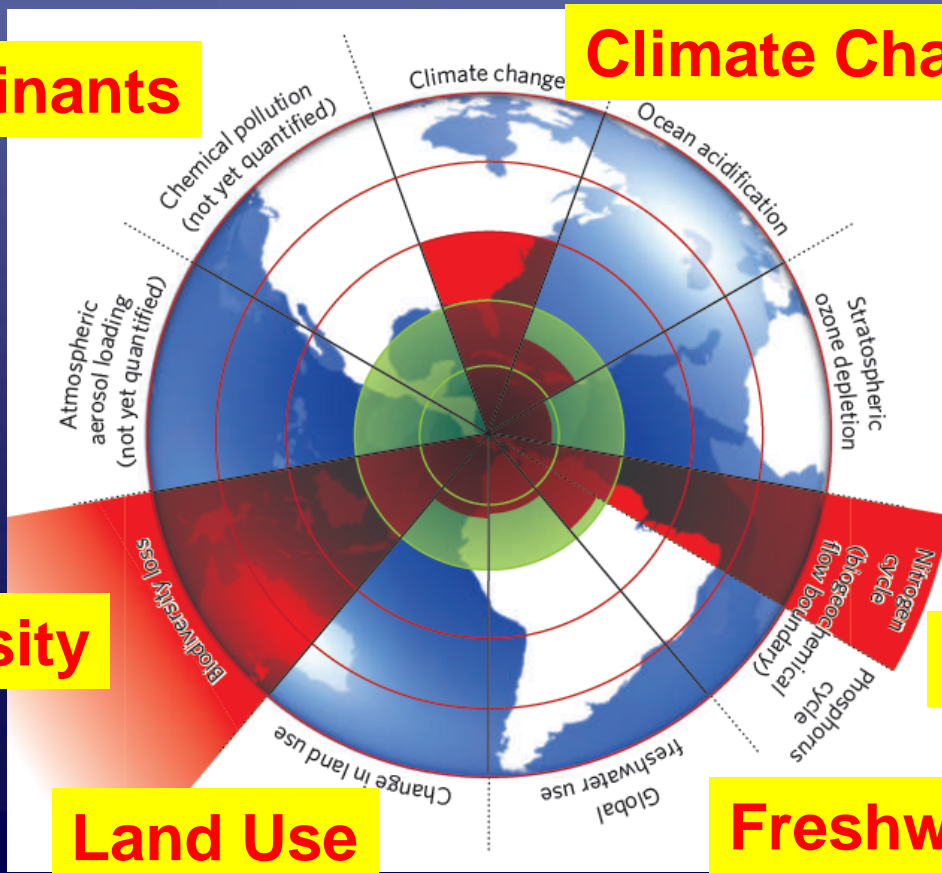 inants
Climate Cha
Climate change
Ocean acidification
Chemical pollution
(not yet quantified)
Stratospheric
ozone depletion
Atmospheric
aerosol loading
(not yet quantified)
Biodiversity loss
Nitrogen
cycle
(biogeochemical
flow boundary)
Phosphorus
cycle
sity
Change in land use
Global
freshwater use
Land Use
Freshw